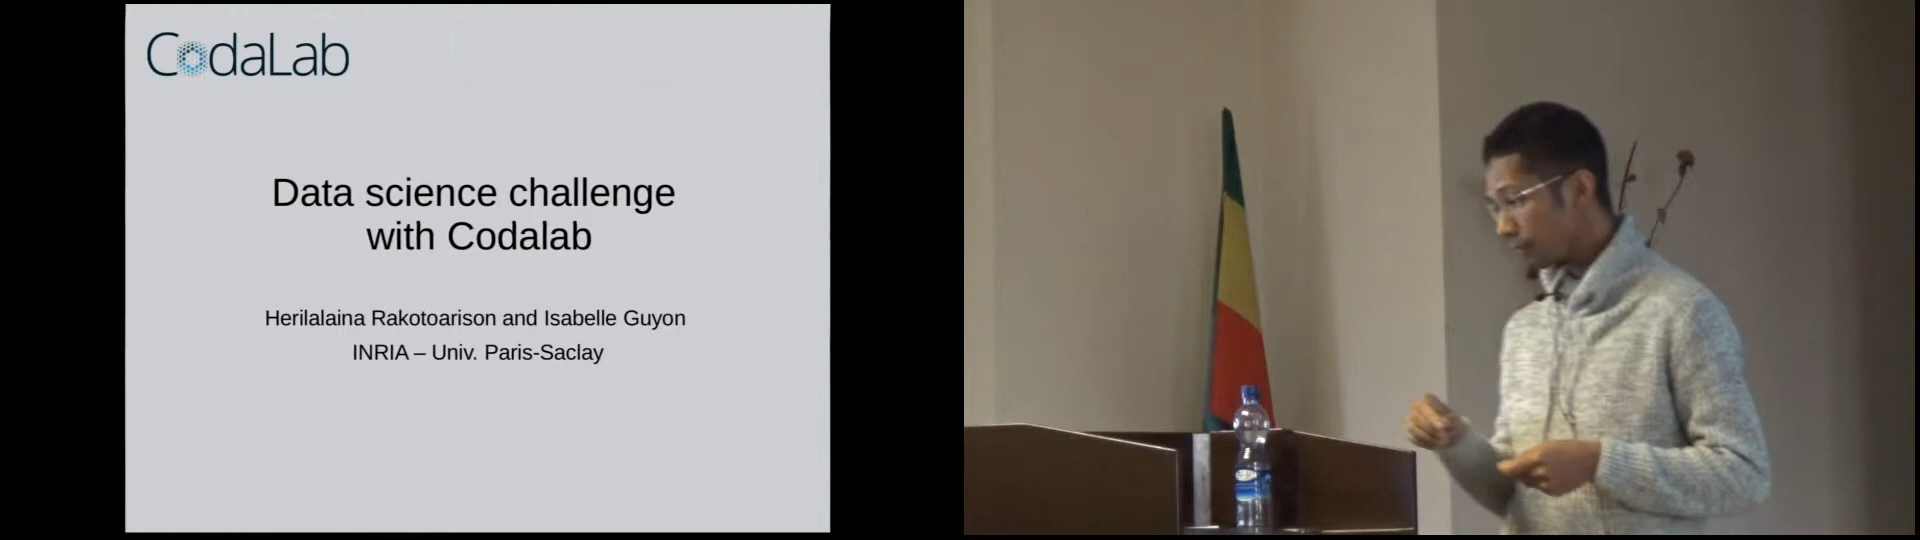 CodaLab
Data science challenge
with Codalab
Herilalaina Rakotoarison and Isabelle Guyon
INRIA – Univ. Paris-Saclay